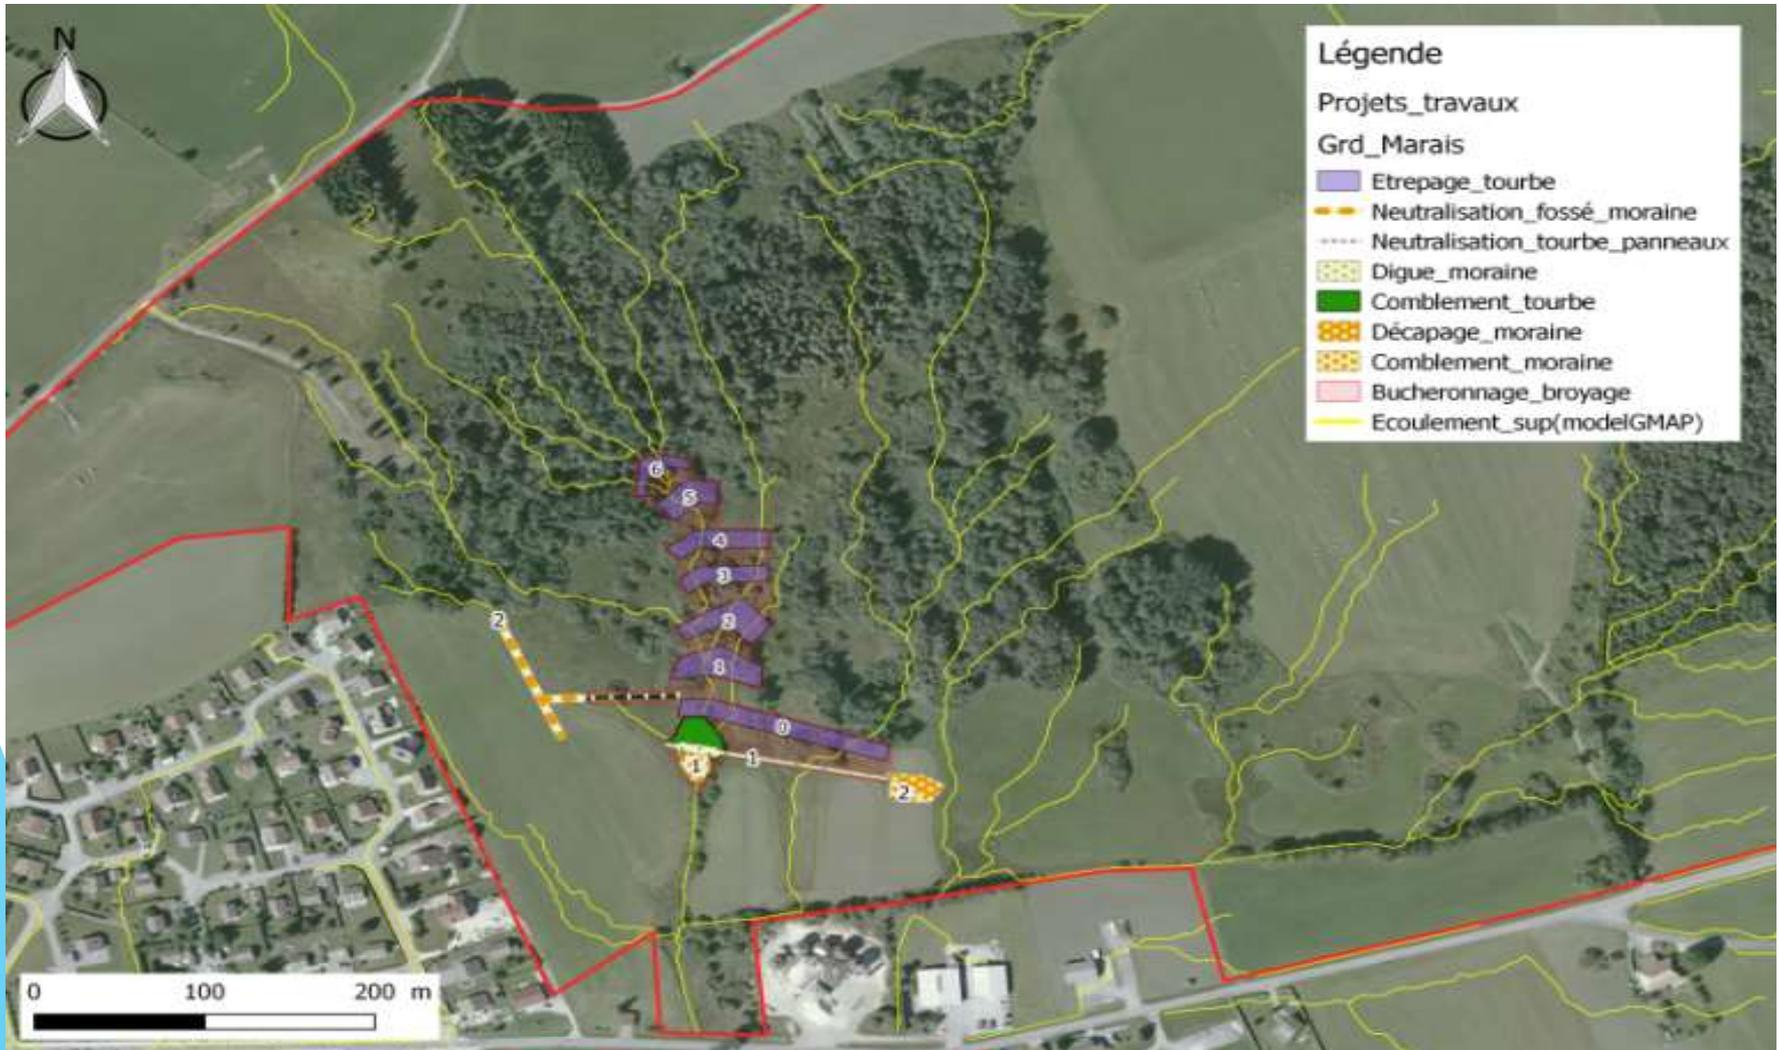 N
Légende
Projets_travaux
Grd_Marais
Etrepage_tourbe
Neutralisation_fossé_moraine
Neutralisation_tourbe_panneaux
Digue_moraine
Comblement_tourbe
Décapage_moraine
Comblement_moraine
Bucheronnage_broyage
Ecoulement_sup(modelGMAP)
6
5
4
3
2
2
1
0
1
1
2
0 100 200 m